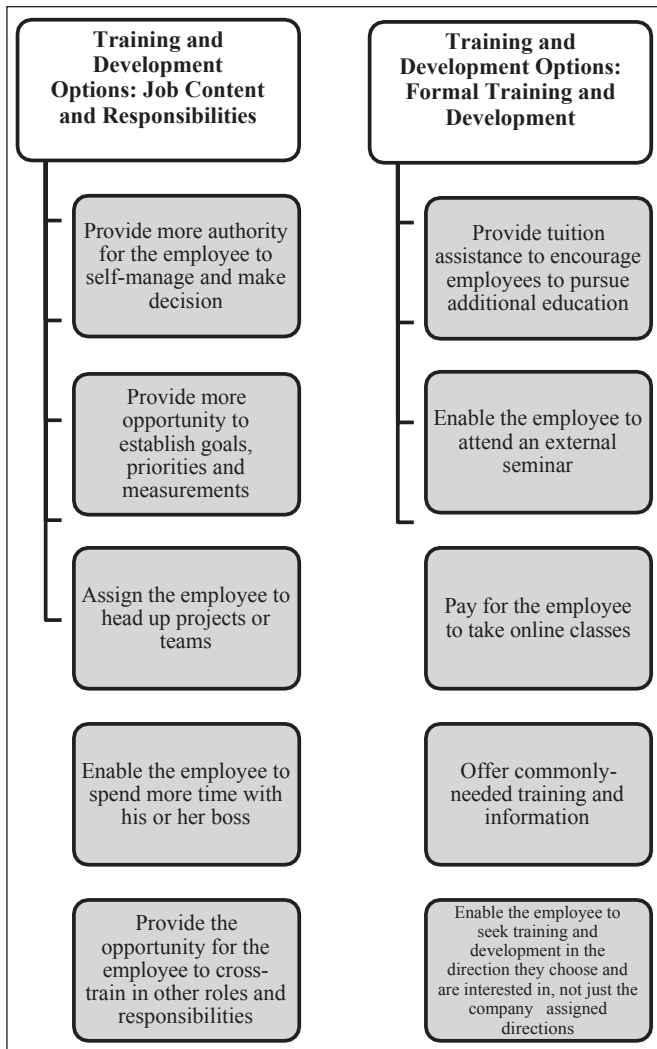 Training and
Development
Options: Job Content
and Responsibilities
Provide more authority
for the employee to
self-manage and make
decision
Provide more
opportunity to
establish goals,
priorities and
measurements
Assign the employee to
head up projects or
teams
Enable the employee to
spend more time with
his or her boss
Provide the
opportunity for the
employee to cross-
train in other roles and
responsibilities
Training and
Development Options:
Formal Training and
Development
Provide tuition
assistance to encourage
employees to pursue
additional education
Enable the employee to
attend an external
seminar
Pay for the employee
to take online classes
Offer commonly-
needed training and
information
Enable the employee to
seek training and
development in the
direction they choose and
are interested in, not just the
company assigned
directions